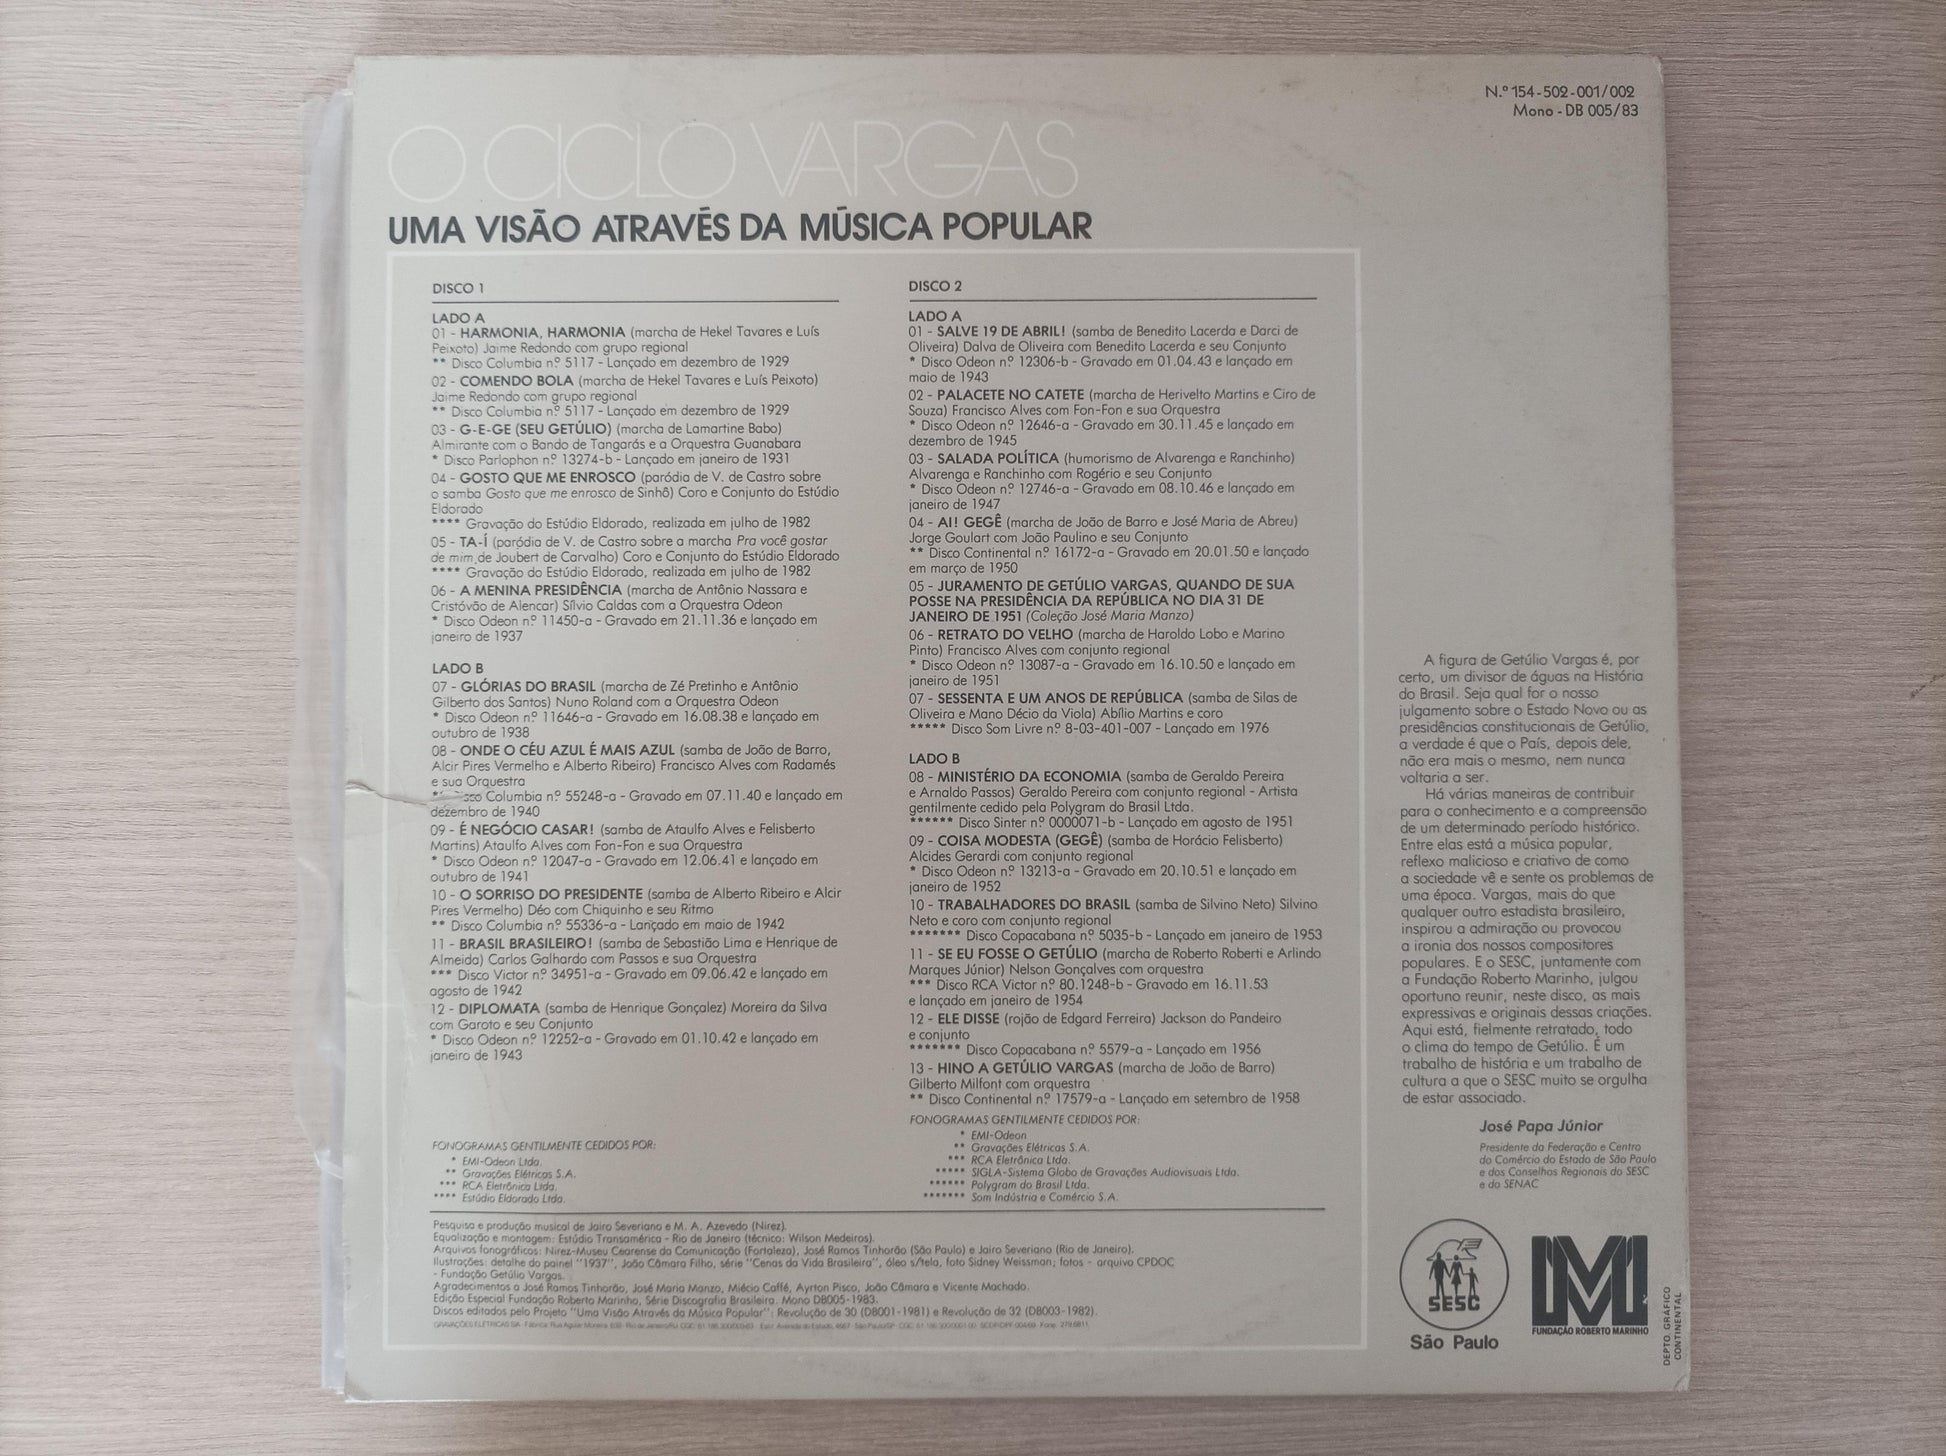 N.º 154-502-001/002
Mono - DB 005/83
O CICLO VARGAS
UMA VISÃO ATRAVÉS DA MÚSICA POPULAR
DISCO 1
LADO A
01 - HARMONIA, HARMONIA (marcha de Hekel Tavares e Luís
Peixoto) Jaime Redondo com grupo regional
** Disco Columbia n.º 5117 - Lançado em dezembro de 1929
02 - COMENDO BOLA (marcha de Hekel Tavares e Luís Peixoto)
Jaime Redondo com grupo regional
** Disco Columbia n.º 5117 - Lançado em dezembro de 1929
03 - G-E-GE (SEU GETÚLIO) (marcha de Lamartine Babo)
Almirante com o Bando de Tangarás e a Orquestra Guanabara
* Disco Parlophon n.º 13274-b - Lançado em janeiro de 1931
04 - GOSTO QUE ME ENROSCO (paródia de V. de Castro sobre
o samba Gosto que me enrosco de Sinhô) Coro e Conjunto do Estúdio
Eldorado
**** Gravação do Estúdio Eldorado, realizada em julho de 1982
05 - TA-Í (paródia de V. de Castro sobre a marcha Pra você gostar
de mim de Joubert de Carvalho) Coro e Conjunto do Estúdio Eldorado
**** Gravação do Estúdio Eldorado, realizada em julho de 1982
06 - A MENINA PRESIDÊNCIA (marcha de Antônio Nassara e
Cristóvão de Alencar) Sílvio Caldas com a Orquestra Odeon
* Disco Odeon n.º 11450-a - Gravado em 21.11.36 e lançado em
janeiro de 1937
LADO B
07 - GLÓRIAS DO BRASIL (marcha de Zé Pretinho e Antônio
Gilberto dos Santos) Nuno Roland com a Orquestra Odeon
* Disco Odeon n.º 11646-a - Gravado em 16.08.38 e lançado em
outubro de 1938
08 - ONDE O CÉU AZUL É MAIS AZUL (samba de João de Barro,
Alcir Pires Vermelho e Alberto Ribeiro) Francisco Alves com Radamés
e sua Orquestra
Columbia n.º 55248-a - Gravado em 07.11.40 e lançado em
dezembro de 1940
09 - É NEGÓCIO CASAR! (samba de Ataulfo Alves e Felisberto
Martins) Ataulfo Alves com Fon-Fon e sua Orquestra
* Disco Odeon n.º 12047-a - Gravado em 12.06.41 e lançado em
outubro de 1941
10 - O SORRISO DO PRESIDENTE (samba de Alberto Ribeiro e Alcir
Pires Vermelho) Déo com Chiquinho e seu Ritmo
** Disco Columbia n.º 55336-a - Lançado em maio de 1942
11 - BRASIL BRASILEIRO! (samba de Sebastião Lima e Henrique de
Almeida) Carlos Galhardo com Passos e sua Orquestra
*** Disco Victor n.º 34951-a - Gravado em 09.06.42 e lançado em
agosto de 1942
12 - DIPLOMATA (samba de Henrique Gonçalez) Moreira da Silva
com Garoto e seu Conjunto
* Disco Odeon n.º 12252-a - Gravado em 01.10.42 e lançado em
janeiro de 1943
FONOGRAMAS GENTILMENTE CEDIDOS POR:
* EMI-Odeon Ltda.
** Gravações Elétricas S.A.
*** RCA Eletrônica Ltda.
**** Estúdio Eldorado Ltda.
DISCO 2
LADO A
01 - SALVE 19 DE ABRIL! (samba de Benedito Lacerda e Darci de
Oliveira) Dalva de Oliveira com Benedito Lacerda e seu Conjunto
* Disco Odeon n.º 12306-b - Gravado em 01.04.43 e lançado em
maio de 1943
02 - PALACETE NO CATETE (marcha de Herivelto Martins e Ciro de
Souza) Francisco Alves com Fon-Fon e sua Orquestra
* Disco Odeon n.º 12646-a - Gravado em 30.11.45 e lançado em
dezembro de 1945
03 - SALADA POLÍTICA (humorismo de Alvarenga e Ranchinho)
Alvarenga e Ranchinho com Rogério e seu Conjunto
* Disco Odeon n.º 12746-a - Gravado em 08.10.46 e lançado em
janeiro de 1947
04 - AI! GEGÊ (marcha de João de Barro e José Maria de Abreu)
Jorge Goulart com João Paulino e seu Conjunto
** Disco Continental n.º 16172-a - Gravado em 20.01.50 e lançado
em março de 1950
05 - JURAMENTO DE GETÚLIO VARGAS, QUANDO DE SUA
POSSE NA PRESIDÊNCIA DA REPÚBLICA NO DIA 31 DE
JANEIRO DE 1951 (Coleção José Maria Manzo)
06 - RETRATO DO VELHO (marcha de Haroldo Lobo e Marino
Pinto) Francisco Alves com conjunto regional
* Disco Odeon n.º 13087-a - Gravado em 16.10.50 e lançado em
janeiro de 1951
07 - SESSENTA E UM ANOS DE REPÚBLICA (samba de Silas de
Oliveira e Mano Décio da Viola) Abílio Martins e coro
***** Disco Som Livre n.º 8-03-401-007 - Lançado em 1976
LADO B
08 - MINISTÉRIO DA ECONOMIA (samba de Geraldo Pereira
e Arnaldo Passos) Geraldo Pereira com conjunto regional - Artista
gentilmente cedido pela Polygram do Brasil Ltda.
****** Disco Sinter n.º 0000071-b - Lançado em agosto de 1951
09 - COISA MODESTA (GEGÊ) (samba de Horácio Felisberto)
Alcides Gerardi com conjunto regional
* Disco Odeon n.º 13213-a - Gravado em 20.10.51 e lançado em
janeiro de 1952
10 - TRABALHADORES DO BRASIL (samba de Silvino Neto) Silvino
Neto e coro com conjunto regional
******* Disco Copacabana n.º 5035-b - Lançado em janeiro de 1953
11 - SE EU FOSSE O GETÚLIO (marcha de Roberto Roberti e Arlindo
Marques Júnior) Nelson Gonçalves com orquestra
*** Disco RCA Victor n.º 80.1248-b - Gravado em 16.11.53
e lançado em janeiro de 1954
12 - ELE DISSE (rojão de Edgard Ferreira) Jackson do Pandeiro
e conjunto
******* Disco Copacabana n.º 5579-a - Lançado em 1956
13 - HINO A GETÚLIO VARGAS (marcha de João de Barro)
Gilberto Milfont com orquestra
** Disco Continental n.º 17579-a - Lançado em setembro de 1958
FONOGRAMAS GENTILMENTE CEDIDOS POR:
* EMI-Odeon
** Gravações Elétricas S.A.
*** RCA Eletrônica Ltda.
***** SIGLA-Sistema Globo de Gravações Audiovisuais Ltda.
****** Polygram do Brasil Ltda.
******* Som Indústria e Comércio S.A.
Pesquisa e produção musical de Jairo Severiano e M. A. Azevedo (Nirez).
Equalização e montagem: Estúdio Transamérica - Rio de Janeiro (técnico: Wilson Medeiros).
Arquivos fonográficos: Nirez-Museu Cearense da Comunicação (Fortaleza), José Ramos Tinhorão (São Paulo) e Jairo Severiano (Rio de Janeiro).
Ilustrações: detalhe do painel "1937", João Câmara Filho, série "Cenas da Vida Brasileira", óleo s/tela, foto Sidney Weissman; fotos - arquivo CPDOC
- Fundação Getúlio Vargas.
Agradecimentos a José Ramos Tinhorão, José Maria Manzo, Miécio Caffé, Ayrton Pisco, João Câmara e Vicente Machado.
Edição Especial Fundação Roberto Marinho, Série Discografia Brasileira. Mono DB005-1983.
Discos editados pelo Projeto "Uma Visão Através da Música Popular": Revolução de 30 (DB001-1981) e Revolução de 32 (DB003-1982).
GRAVAÇÕES ELÉTRICAS SA
A figura de Getúlio Vargas é, por
certo, um divisor de águas na História
do Brasil. Seja qual for o nosso
julgamento sobre o Estado Novo ou as
presidências constitucionais de Getúlio,
a verdade é que o País, depois dele,
não era mais o mesmo, nem nunca
voltaria a ser.
Há várias maneiras de contribuir
para o conhecimento e a compreensão
de um determinado período histórico.
Entre elas está a música popular,
reflexo malicioso e criativo de como
a sociedade vê e sente os problemas de
uma época. Vargas, mais do que
qualquer outro estadista brasileiro,
inspirou a admiração ou provocou
a ironia dos nossos compositores
populares. E o SESC, juntamente com
a Fundação Roberto Marinho, julgou
oportuno reunir, neste disco, as mais
expressivas e originais dessas criações.
Aqui está, fielmente retratado, todo
o clima do tempo de Getúlio. É um
trabalho de história e um trabalho de
cultura a que o SESC muito se orgulha
de estar associado.
José Papa Júnior
Presidente da Federação e Centro
do Comércio do Estado de São Paulo
e dos Conselhos Regionais do SESC
e do SENAC
SESC
São Paulo
FUNDAÇÃO ROBERTO MARINHO
DEPTO. GRÁFICO
CONTINENTAL